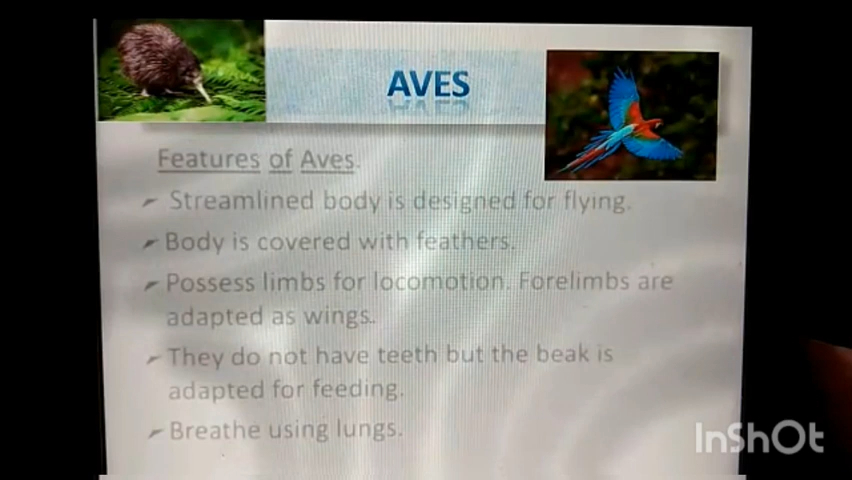 AVES
Features of Aves.
Streamlined body is designed for flying.
Body is covered with feathers.
Possess limbs for locomotion. Forelimbs are
adapted as wings.
They do not have teeth but the beak is
adapted for feeding.
Breathe using lungs.
InShOt